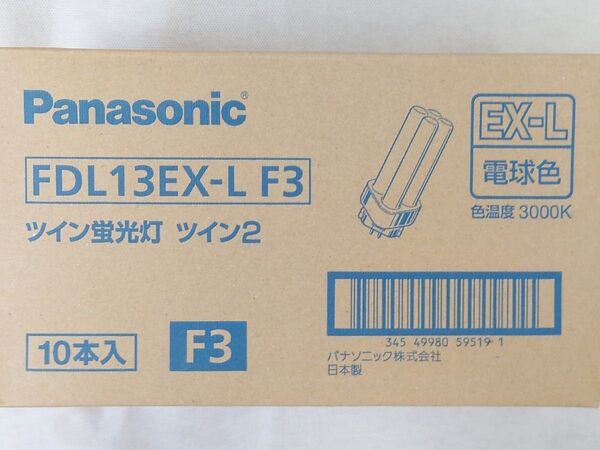 Panasonic®
FDL13EX-L F3
ツイン蛍光灯 ツイン2
10本入
F3
EX-L
電球色
色温度 3000K
345 49980 59519 1
パナソニック株式会社
日本製